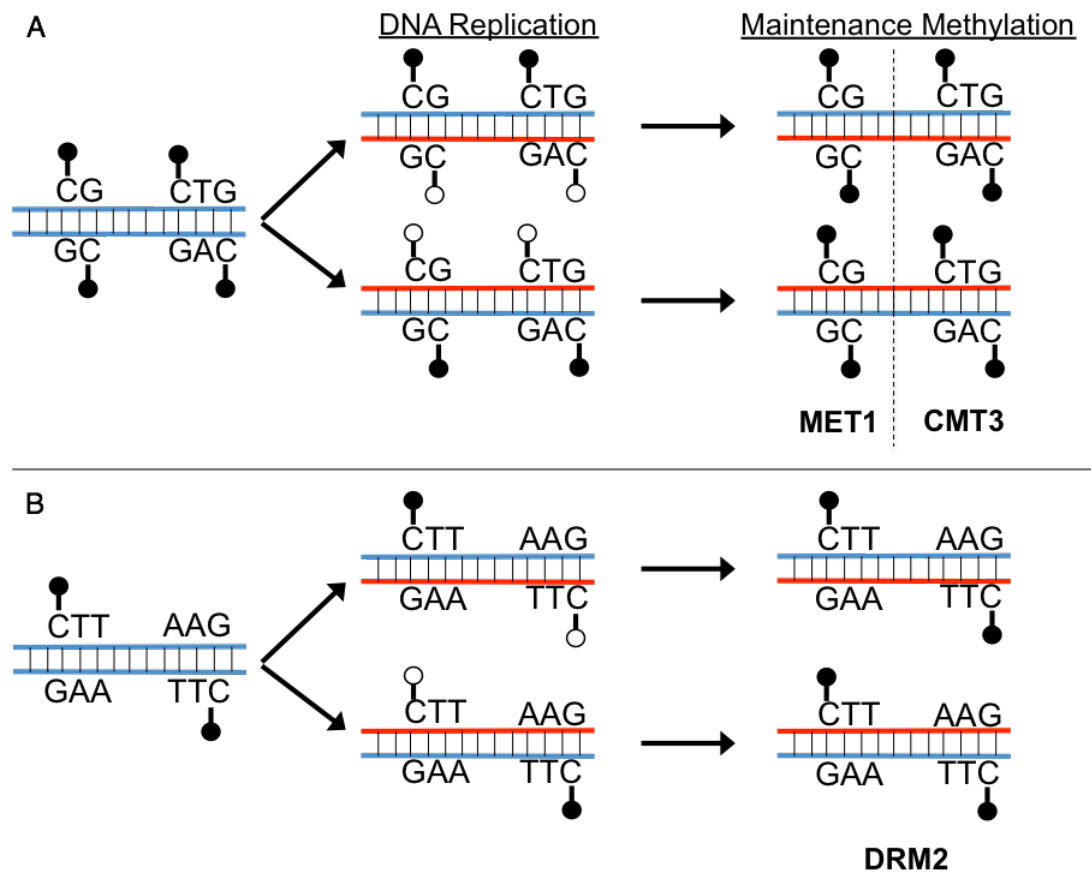 A
DNA Replication
Maintenance Methylation
CG CTG
GC GAC
CG CTG
GC GAC
CG CTG
GC GAC
CG CTG
GC GAC
CG CTG
GC GAC
MET1 CMT3
B
CTT AAG
GAA TTC
CTT AAG
GAA TTC
CTT AAG
GAA TTC
CTT AAG
GAA TTC
CTT AAG
GAA TTC
DRM2